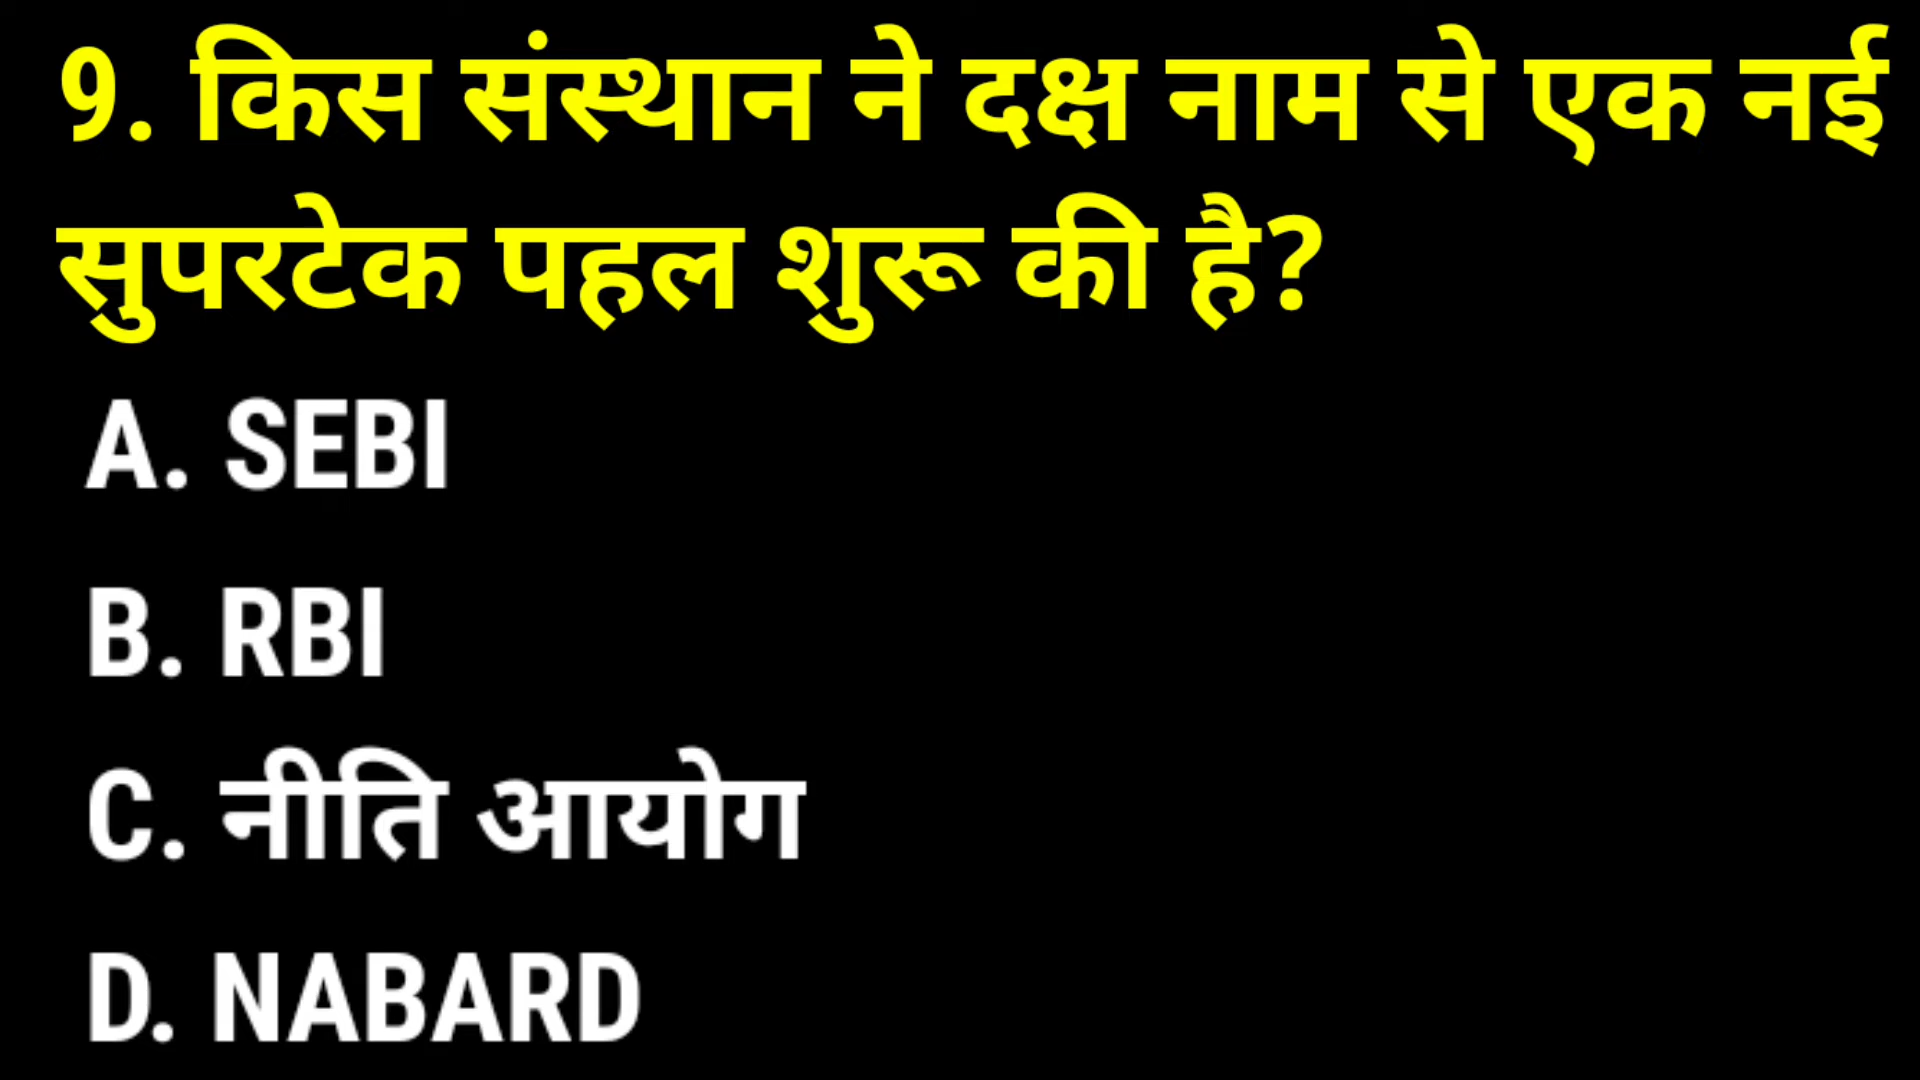 9. किस संस्थान ने दक्ष नाम से एक नई
सुपरटेक पहल शुरू की है?
A. SEBI
B. RBI
C. नीति आयोग
D. NABARD